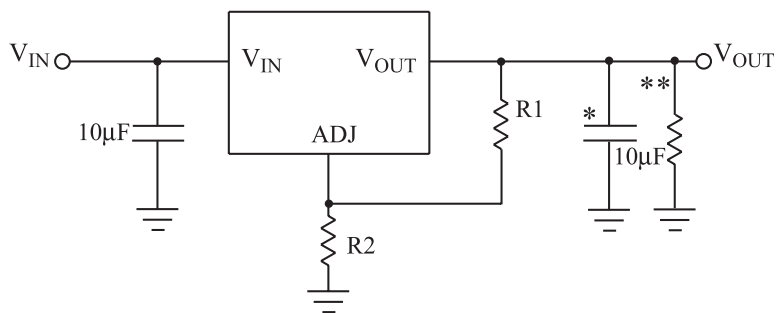 V_IN
V_IN
V_OUT
V_OUT
**
R1
*
10µF
ADJ
10µF
R2